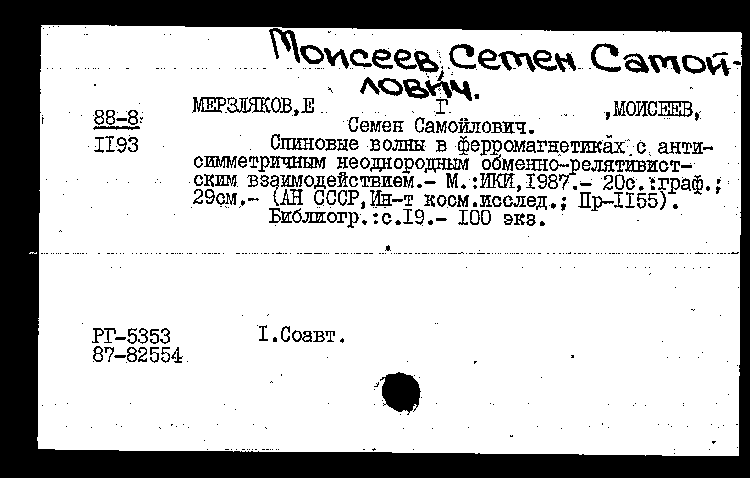 Моисеев, Семен Самой-
лович.
МЕРЗЛЯКОВ,Е Г ,МОИСЕЕВ,
88-8
Семен Самойлович.
II93
Спиновые волны в ферромагнетиках с анти-
симметричным неоднородным обменно-релятивист-
ским взаимодействием.- М.:ИКИ,1987.- 20с.:граф.;
29см.- (АН СССР,Ин-т косм.исслед.; Пр-II55).
Библиогр.:с.I9.- I00 экз.
РГ-5353
I.Соавт.
87-82554